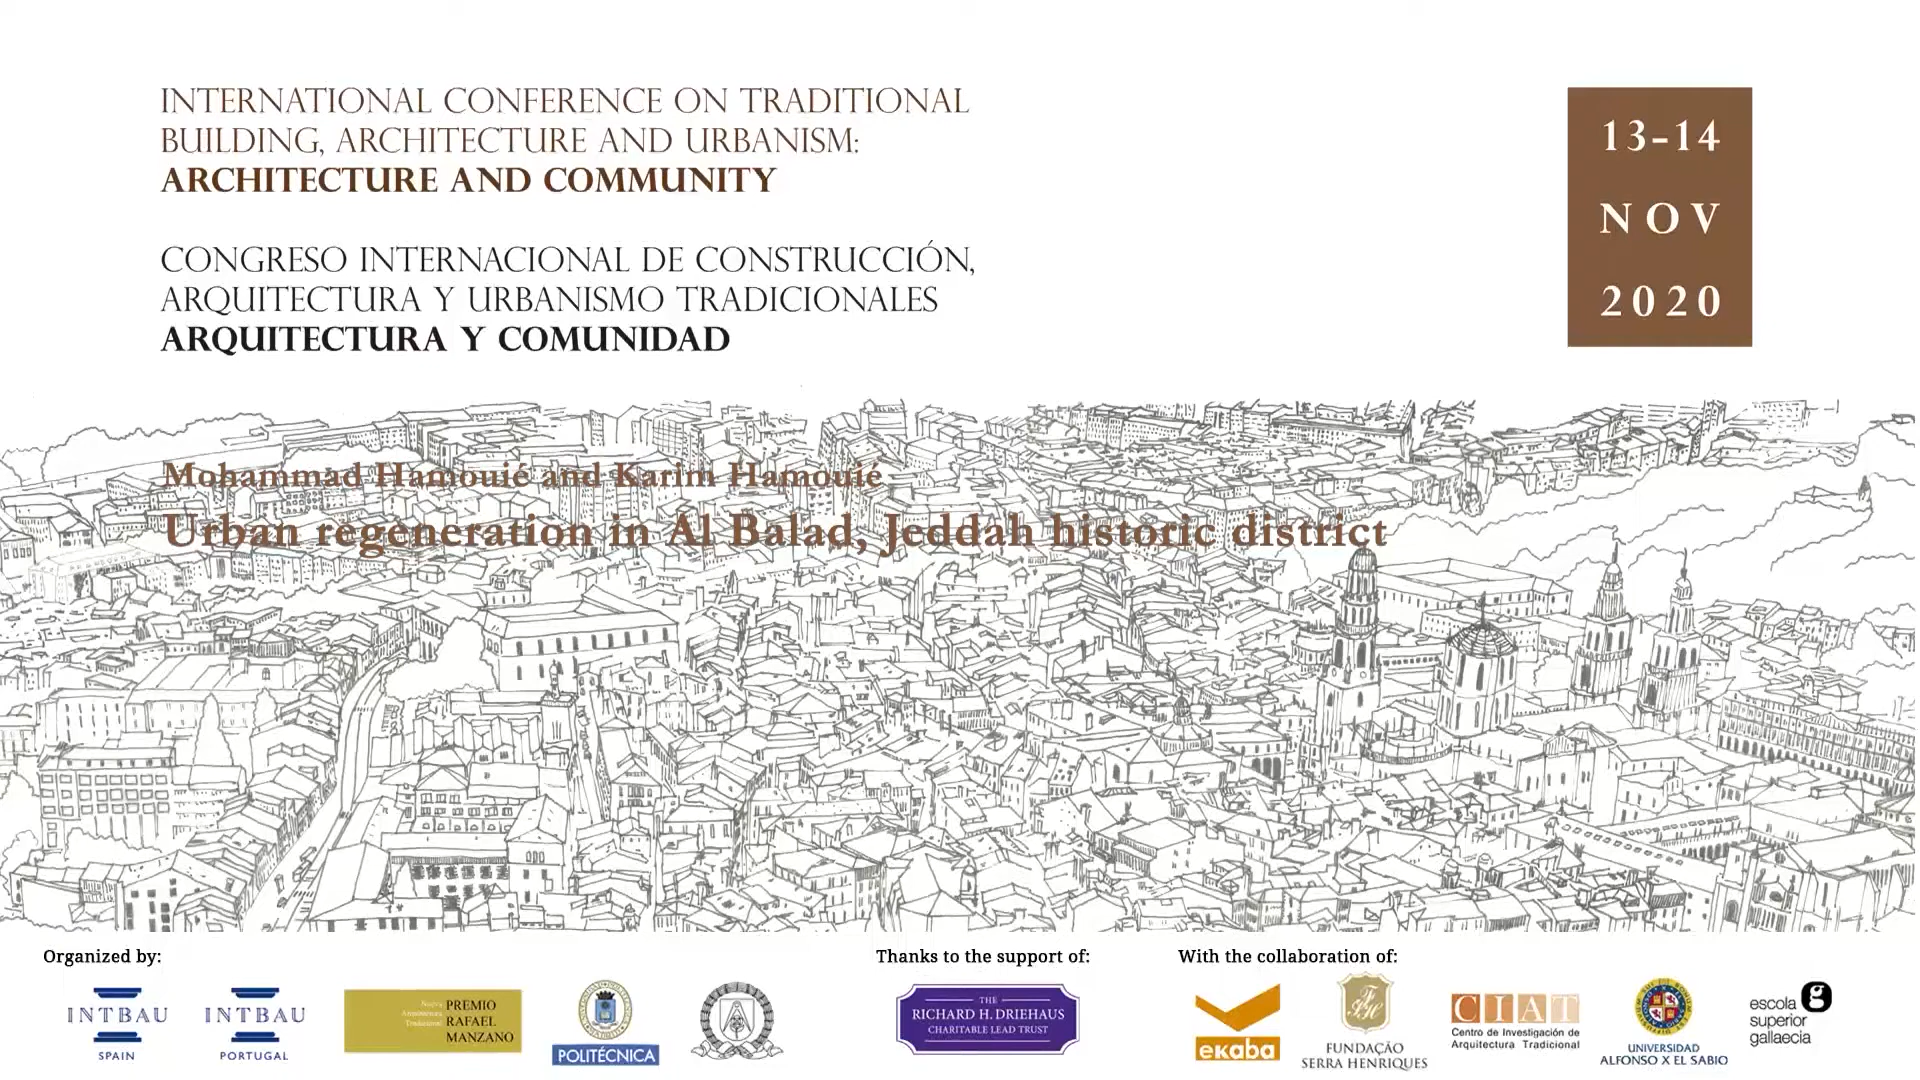 INTERNATIONAL CONFERENCE ON TRADITIONAL
BUILDING, ARCHITECTURE AND URBANISM:
ARCHITECTURE AND COMMUNITY
CONGRESO INTERNACIONAL DE CONSTRUCCIÓN,
ARQUITECTURA Y URBANISMO TRADICIONALES
ARQUITECTURA Y COMUNIDAD
13-14
NOV
2020
Mohammad Hamouié and Karim Hamouié
Urban regeneration in Al Balad, Jeddah historic district
Organized by:
INTBAU
SPAIN
INTBAU
PORTUGAL
PREMIO
RAFAEL
MANZANO
POLITÉCNICA
Thanks to the support of:
THE
RICHARD H. DRIEHAUS
CHARITABLE LEAD TRUST
With the collaboration of:
eкaba
FUNDAÇÃO
SERRA HENRIQUES
CIAT
Centro de Investigación de
Arquitectura Tradicional
UNIVERSIDAD
ALFONSO X EL SABIO
escola
superior
gallaecia
g